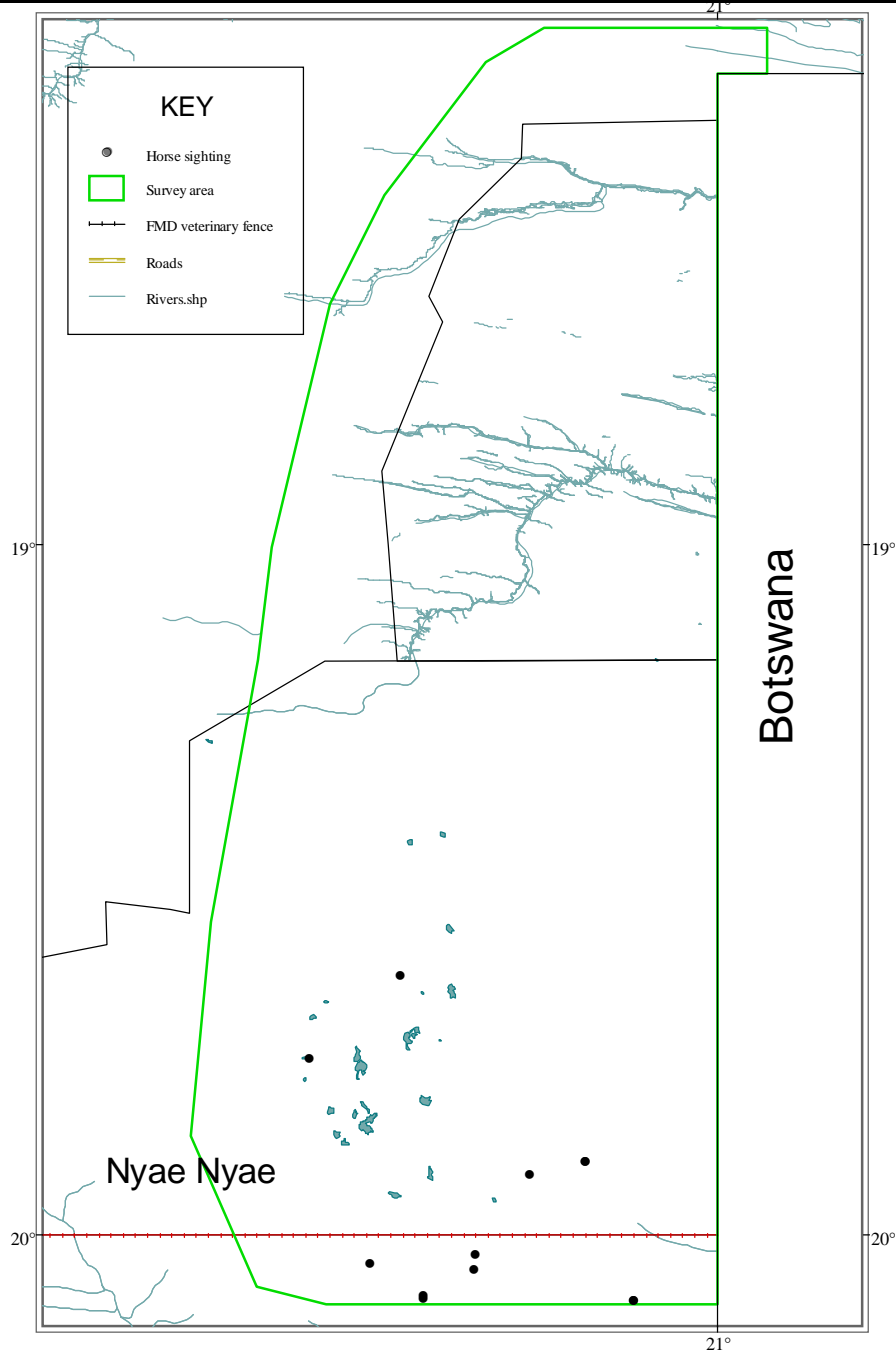 21°
KEY
Horse sighting
Survey area
FMD veterinary fence
Roads
Rivers.shp
19°
19°
Botswana
Nyae Nyae
20°
20°
21°